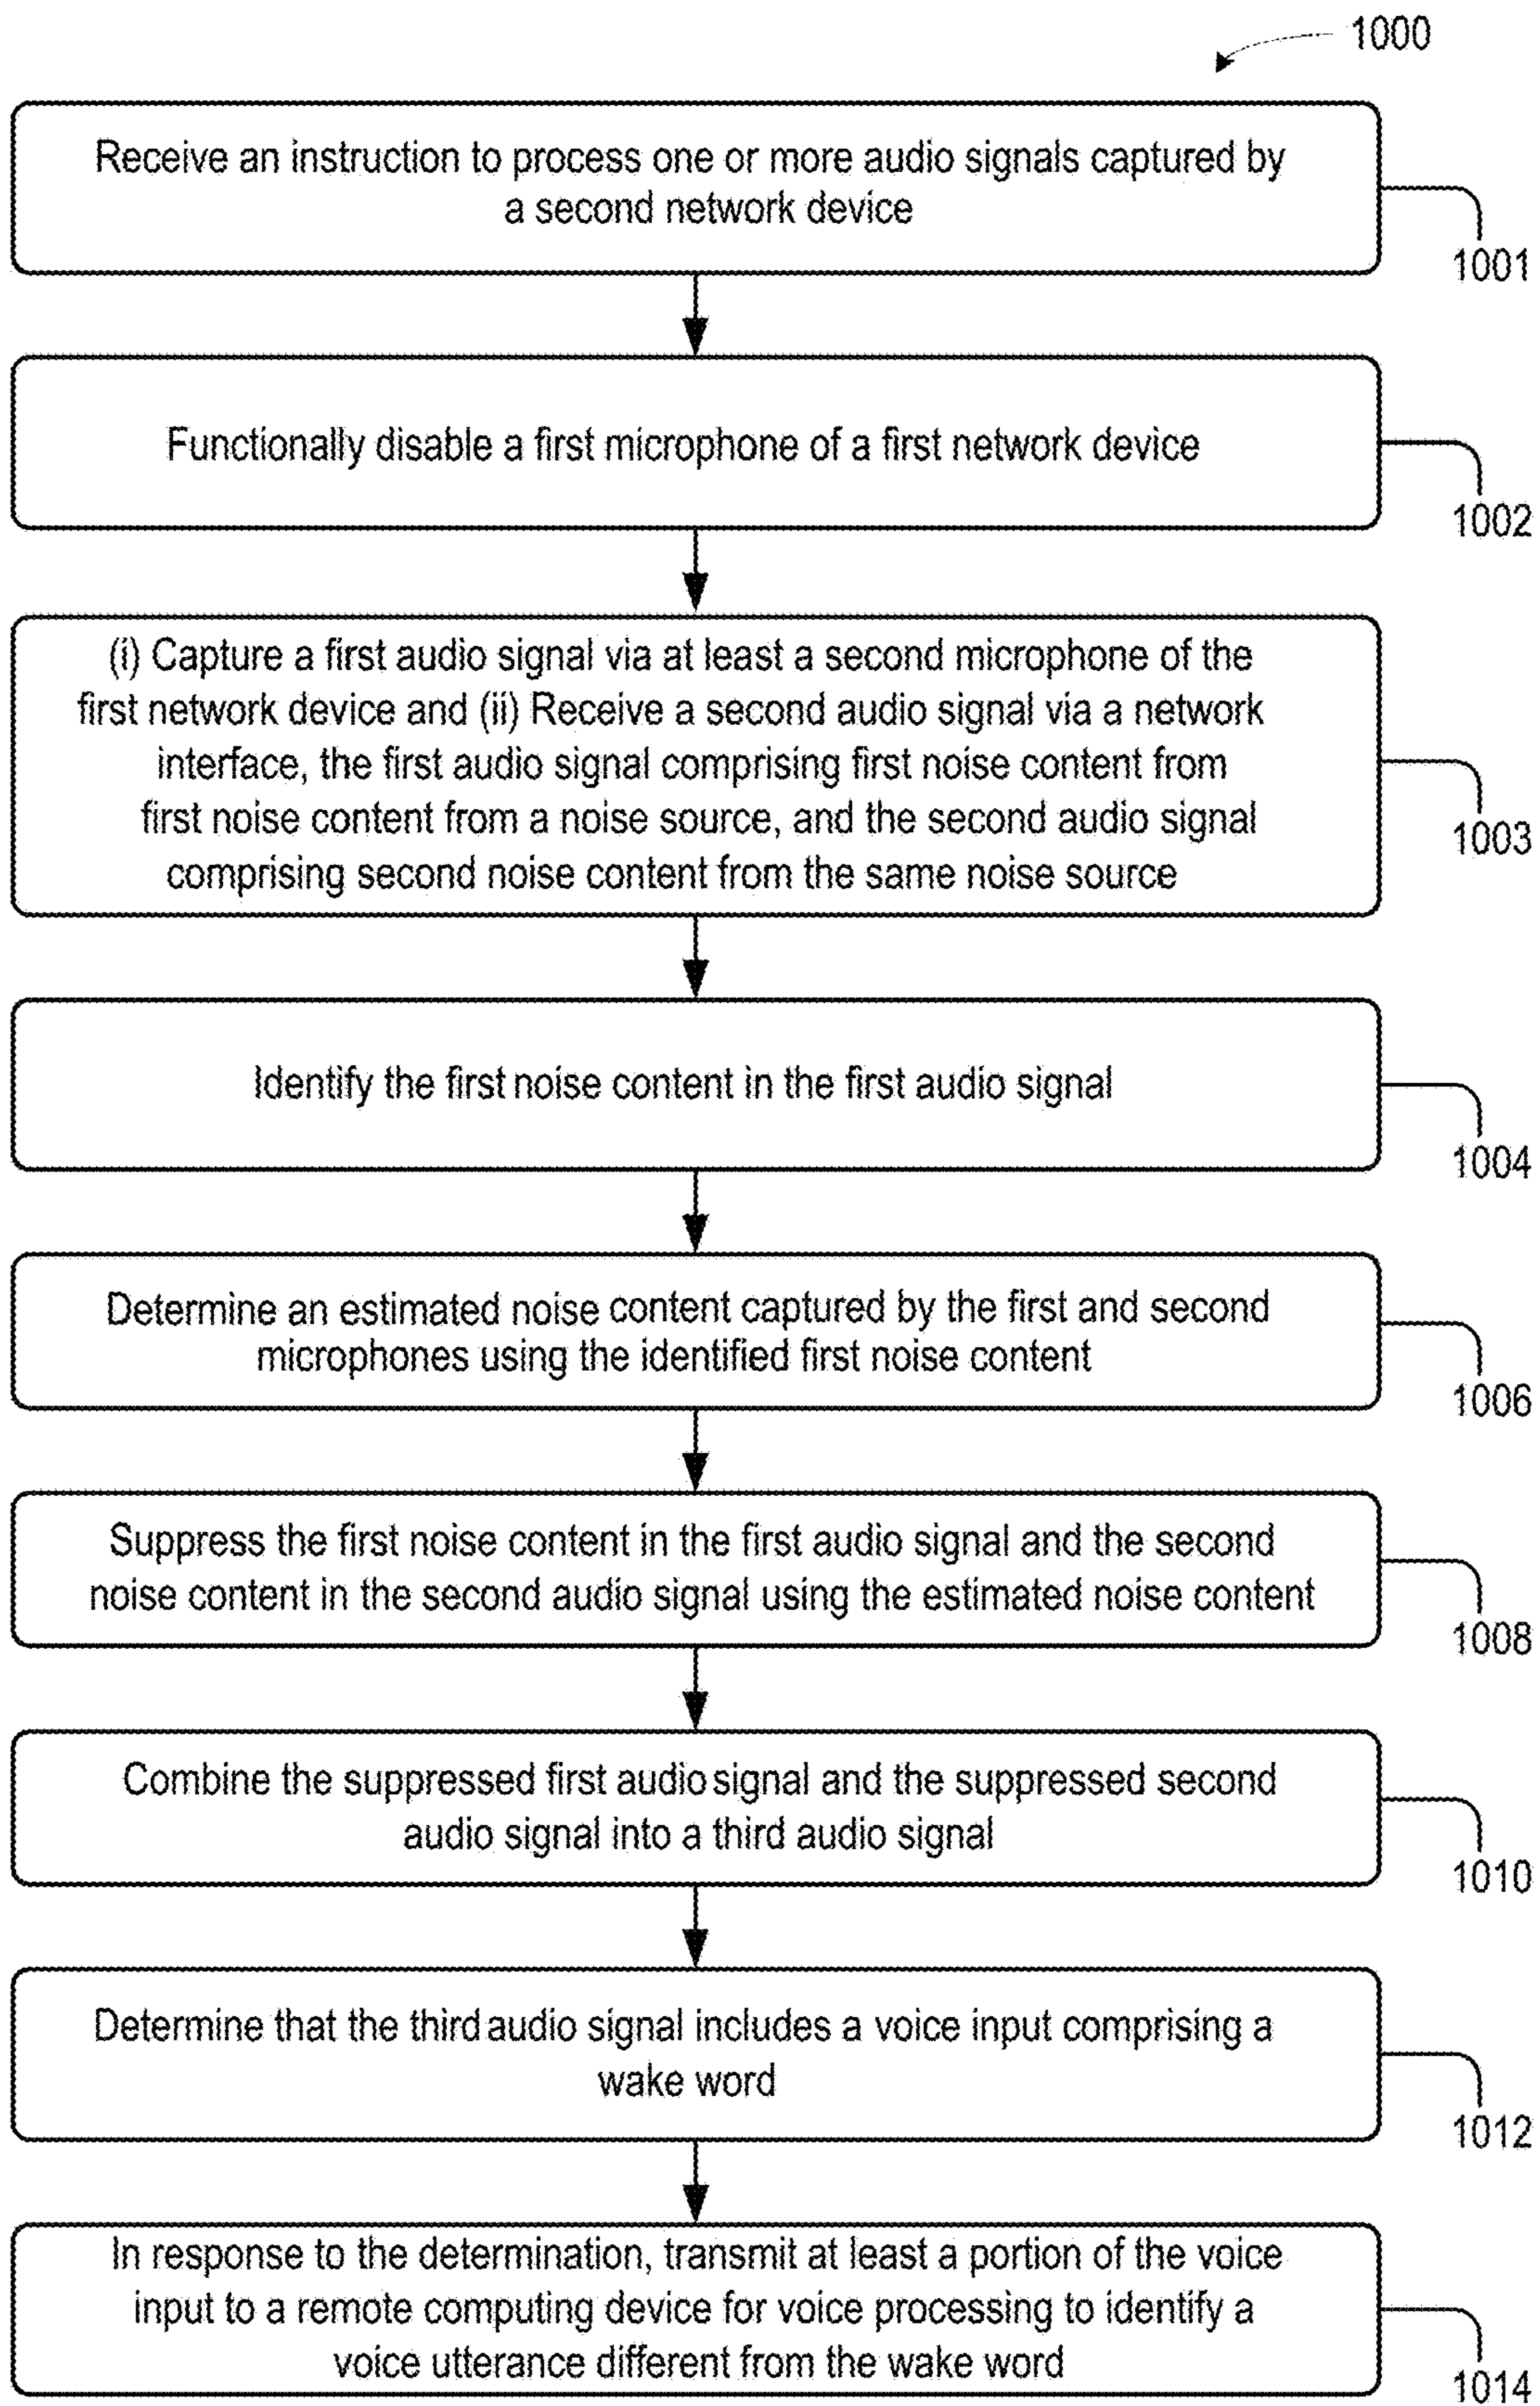 1000
Receive an instruction to process one or more audio signals captured by
a second network device
1001
Functionally disable a first microphone of a first network device
1002
(i) Capture a first audio signal via at least a second microphone of the
first network device and (ii) Receive a second audio signal via a network
interface, the first audio signal comprising first noise content from
first noise content from a noise source, and the second audio signal
comprising second noise content from the same noise source
1003
Identify the first noise content in the first audio signal
1004
Determine an estimated noise content captured by the first and second
microphones using the identified first noise content
1006
Suppress the first noise content in the first audio signal and the second
noise content in the second audio signal using the estimated noise content
1008
Combine the suppressed first audio signal and the suppressed second
audio signal into a third audio signal
1010
Determine that the third audio signal includes a voice input comprising a
wake word
1012
In response to the determination, transmit at least a portion of the voice
input to a remote computing device for voice processing to identify a
voice utterance different from the wake word
1014